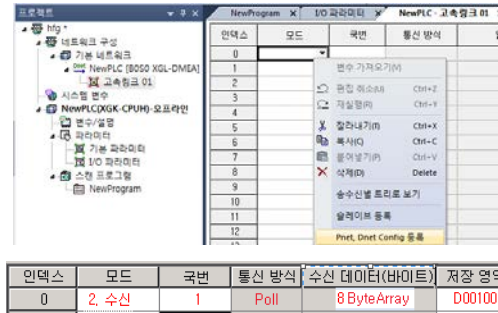 프로젝트
hfg *
네트워크 구성
기본 네트워크
NewPLC [B0S0 XGL-DMEA]
고속링크 01
시스템 변수
NewPLC(XGK-CPUH)-오프라인
변수/설명
파라미터
기본 파라미터
I/O 파라미터
스캔 프로그램
NewProgram
NewProgram x I/O 파라미터 x NewPLC - 고속링크 01
인덱스 모드 국번 통신 방식
0
1
2
3
4
5
6
7
8
9
10
11
12
변수 가져오기(M)
편집 취소(U) Ctrl+Z
재실행(R) Ctrl+Y
잘라내기(T) Ctrl+X
복사(C) Ctrl+C
붙여넣기(P) Ctrl+V
삭제(D) Delete
송수신별 트리로 보기
슬레이브 등록
Pnet, Dnet Config 등록
인덱스 모드 국번 통신 방식 수신 데이터(바이트) 저장 영역
0 2. 수신 1 Poll 8 ByteArray D00100